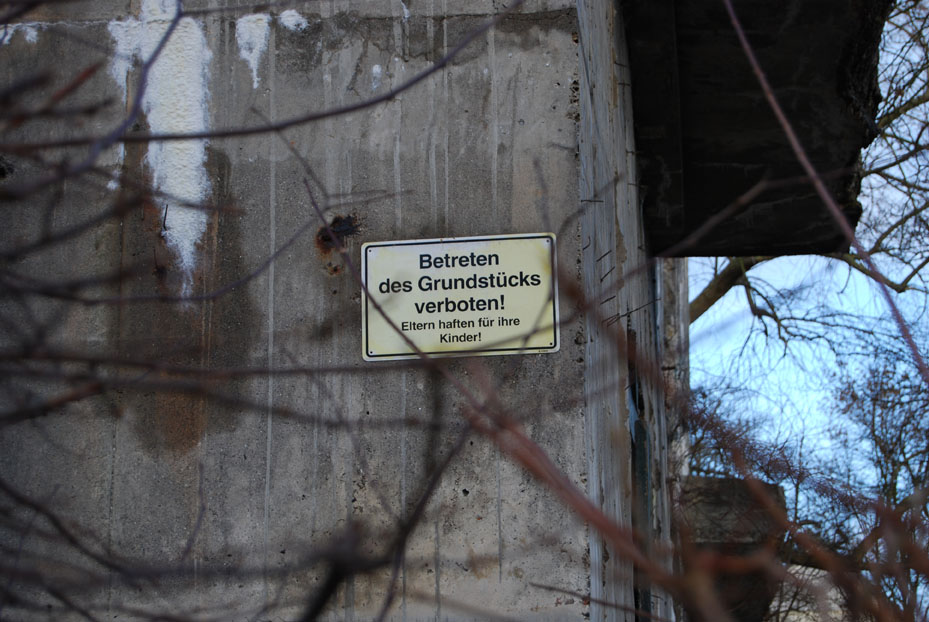 Betreten
des Grundstücks
verboten!
Eltern haften für ihre
Kinder!